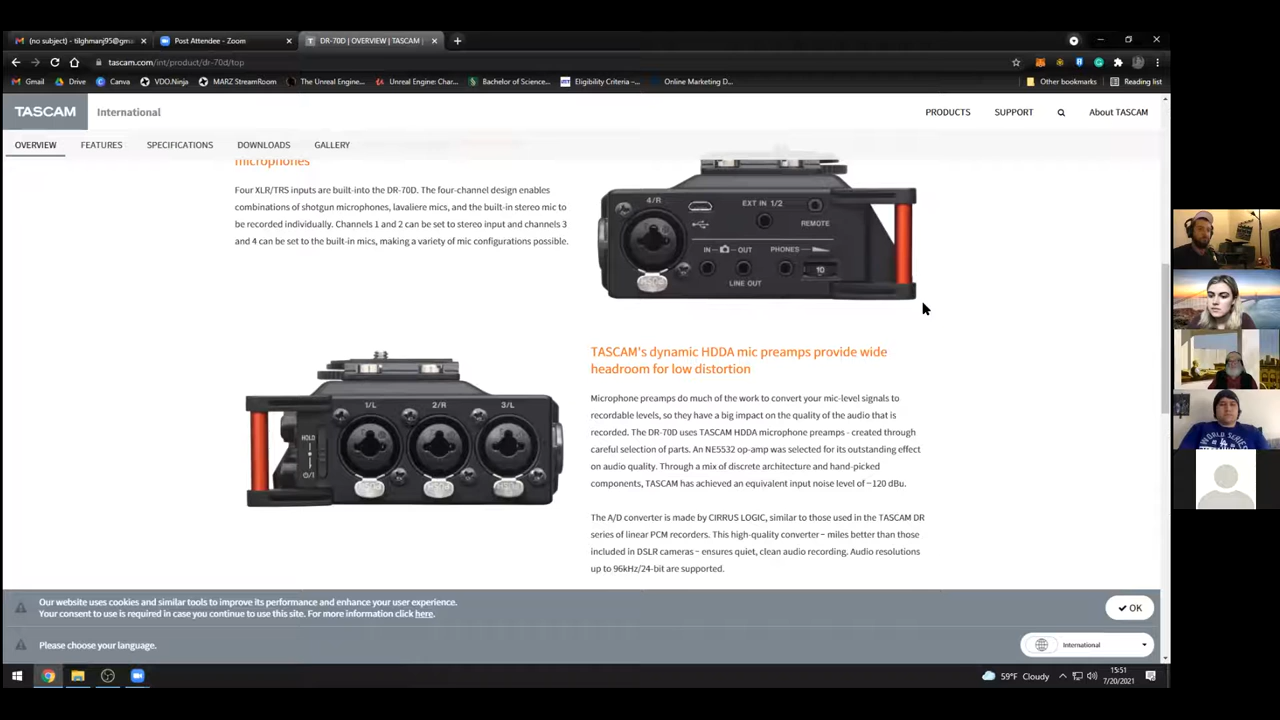 (no subject) - tilghmanj95@gma
Post Attendee - Zoom
DR-70D | OVERVIEW | TASCAM |
tascam.com/int/product/dr-70d/top
Gmail
Drive
Canva
VDO.Ninja
MARZ StreamRoom
The Unreal Engine...
Unreal Engine: Char...
Bachelor of Science...
Eligibility Criteria –...
Online Marketing D...
Other bookmarks
Reading list
TASCAM
International
PRODUCTS
SUPPORT
About TASCAM
OVERVIEW
FEATURES
SPECIFICATIONS
DOWNLOADS
GALLERY
microphones
Four XLR/TRS inputs are built-into the DR-70D. The four-channel design enables
combinations of shotgun microphones, lavaliere mics, and the built-in stereo mic to
be recorded individually. Channels 1 and 2 can be set to stereo input and channels 3
and 4 can be set to the built-in mics, making a variety of mic configurations possible.
4/R
EXT IN 1/2
REMOTE
IN
OUT
PHONES
10
LINE OUT
1/L
2/R
3/L
HOLD
TASCAM's dynamic HDDA mic preamps provide wide
headroom for low distortion
Microphone preamps do much of the work to convert your mic-level signals to
recordable levels, so they have a big impact on the quality of the audio that is
recorded. The DR-70D uses TASCAM HDDA microphone preamps - created through
careful selection of parts. An NE5532 op-amp was selected for its outstanding effect
on audio quality. Through a mix of discrete architecture and hand-picked
components, TASCAM has achieved an equivalent input noise level of −120 dBu.
The A/D converter is made by CIRRUS LOGIC, similar to those used in the TASCAM DR
series of linear PCM recorders. This high-quality converter − miles better than those
included in DSLR cameras − ensures quiet, clean audio recording. Audio resolutions
up to 96kHz/24-bit are supported.
Our website uses cookies and similar tools to improve its performance and enhance your user experience.
Your consent to use is required in case you continue to use this site. For more information click here.
OK
Please choose your language.
International
59°F Cloudy
15:51
7/20/2021